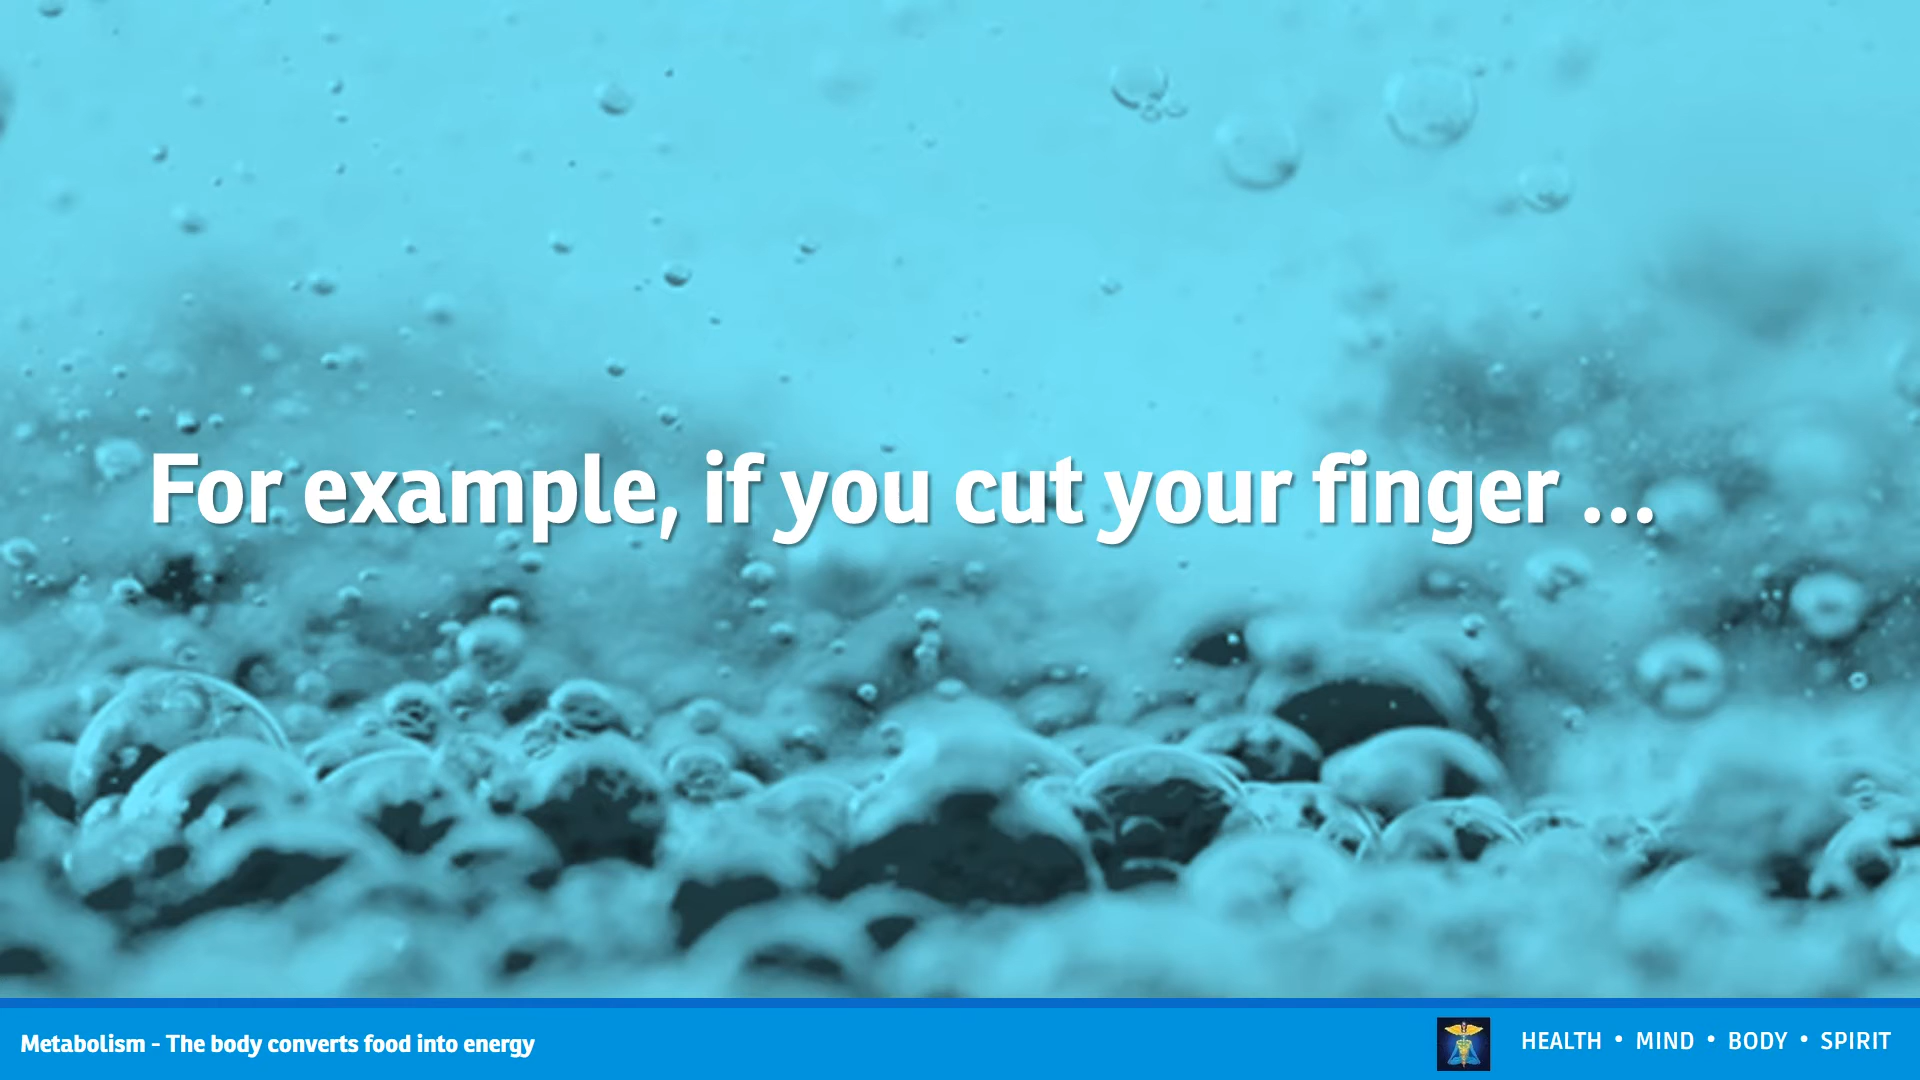 For example, if you cut your finger ...
Metabolism - The body converts food into energy
HEALTH • MIND • BODY • SPIRIT